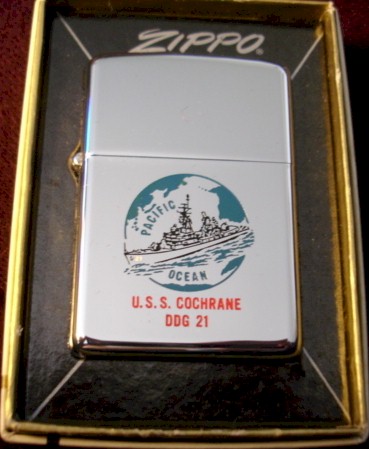 ZIPPO
PACIFIC
OCEAN
U.S.S. COCHRANE
DDG 21